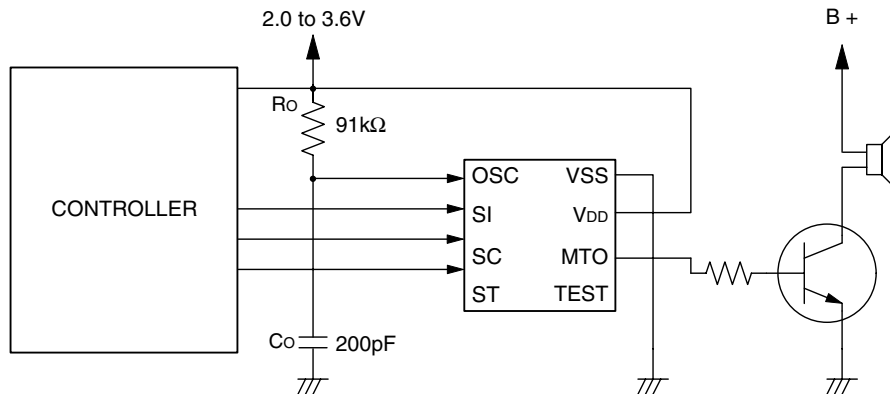 2.0 to 3.6V
B +
RO
91kΩ
CONTROLLER
OSC VSS
SI VDD
SC MTO
ST TEST
CO 200pF